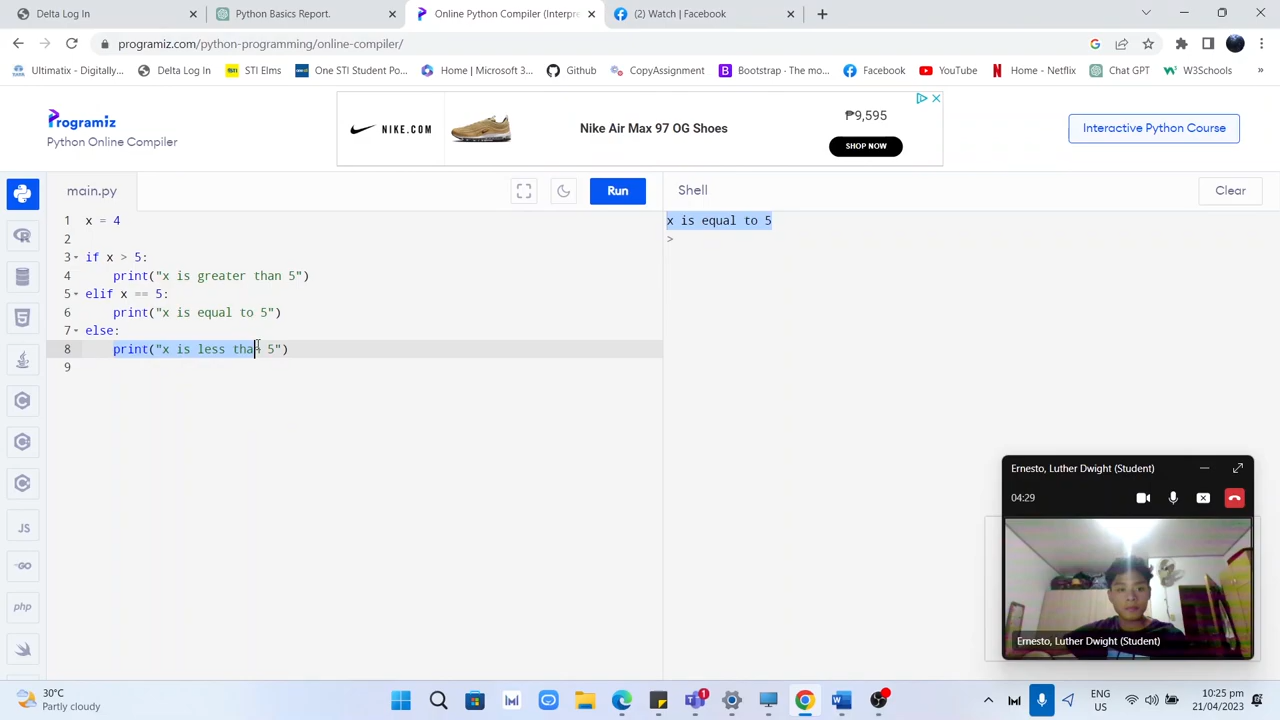 Delta Log In
Python Basics Report.
Online Python Compiler (Interpre
(2) Watch | Facebook
programiz.com/python-programming/online-compiler/
Ultimatix - Digitally...
Delta Log In
STI Elms
One STI Student Po...
Home | Microsoft 3...
Github
CopyAssignment
Bootstrap · The mo...
Facebook
YouTube
Home - Netflix
Chat GPT
W3Schools
»
Programiz
Python Online Compiler
NIKE.COM
Nike Air Max 97 OG Shoes
₱9,595
SHOP NOW
Interactive Python Course
main.py
Run
Shell
Clear
1 x = 4
2
3 if x > 5:
4 print("x is greater than 5")
5 elif x == 5:
6 print("x is equal to 5")
7 else:
8 print("x is less than 5")
9
x is equal to 5
>
JS
GO
php
Ernesto, Luther Dwight (Student)
04:29
Ernesto, Luther Dwight (Student)
30°C
Partly cloudy
1
ENG
US
10:25 pm
21/04/2023